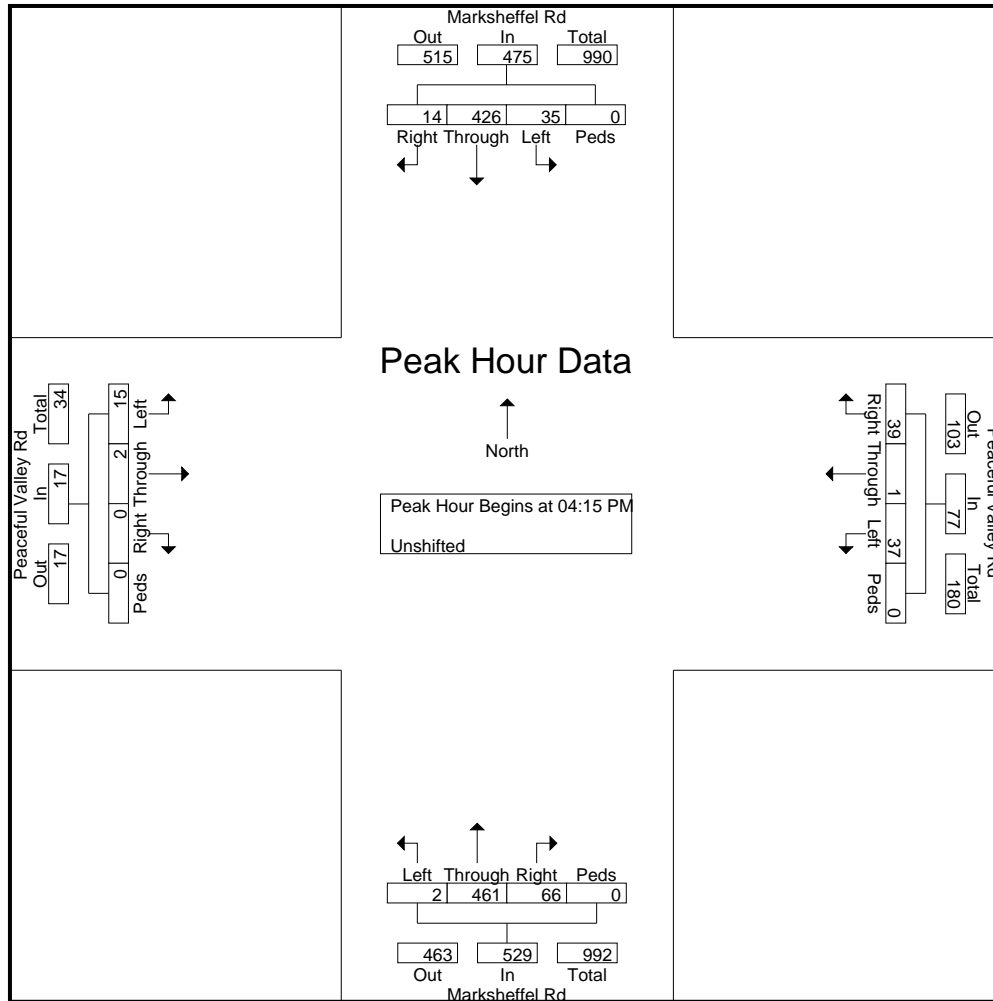 Marksheffel Rd
Out In Total
515 475 990
14 426 35 0
Right Through Left Peds
Peak Hour Data
North
Peak Hour Begins at 04:15 PM
Unshifted
Peaceful Valley Rd
Total In Out
34 17 17
15 2 0 0
Left Through Right Peds
Peaceful Valley Rd
Out In Total
103 77 180
39 1 37 0
Right Through Left Peds
Left Through Right Peds
2 461 66 0
463 529 992
Out In Total
Marksheffel Rd